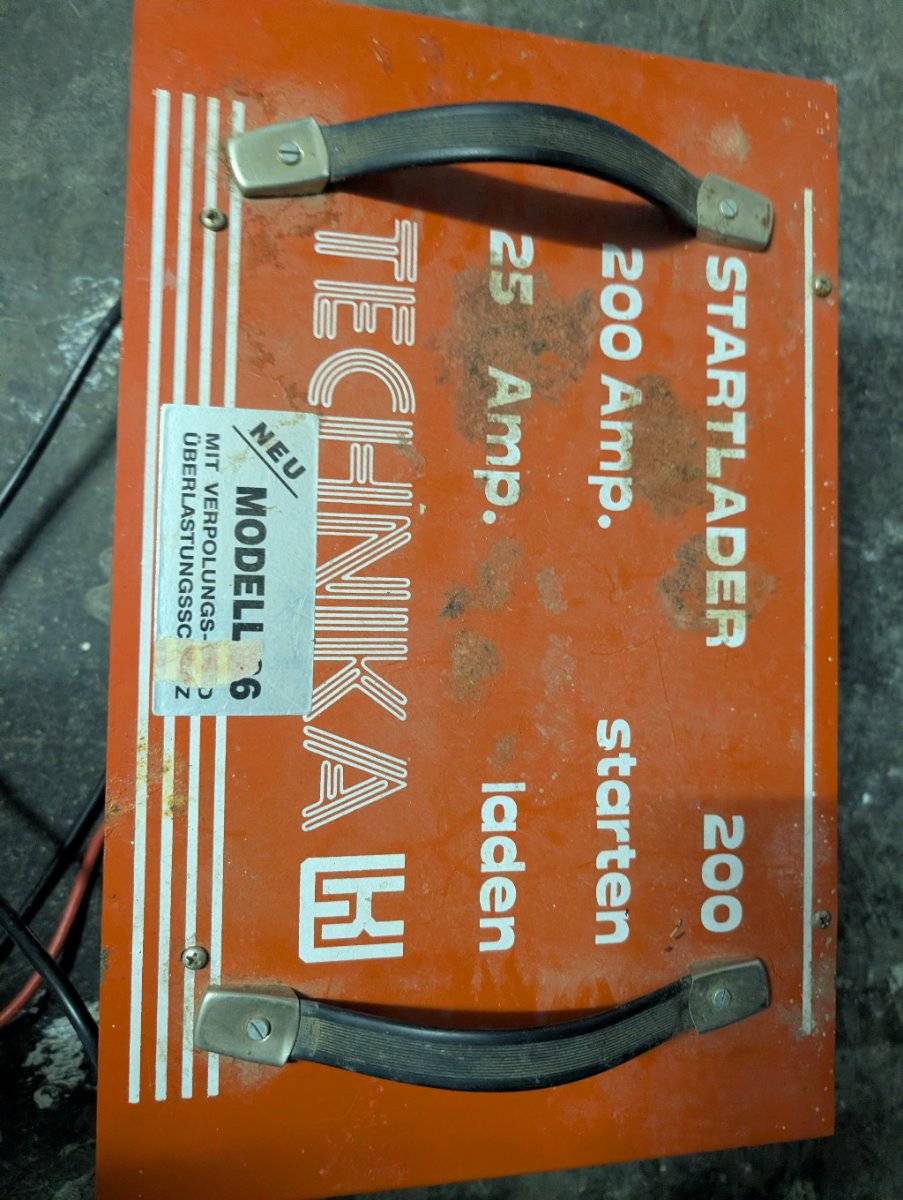 STARTLADER 200
200 Amp. starten
25 Amp. laden
TECHNIKA
NEU
MODELL
MIT VERPOLUNGS-